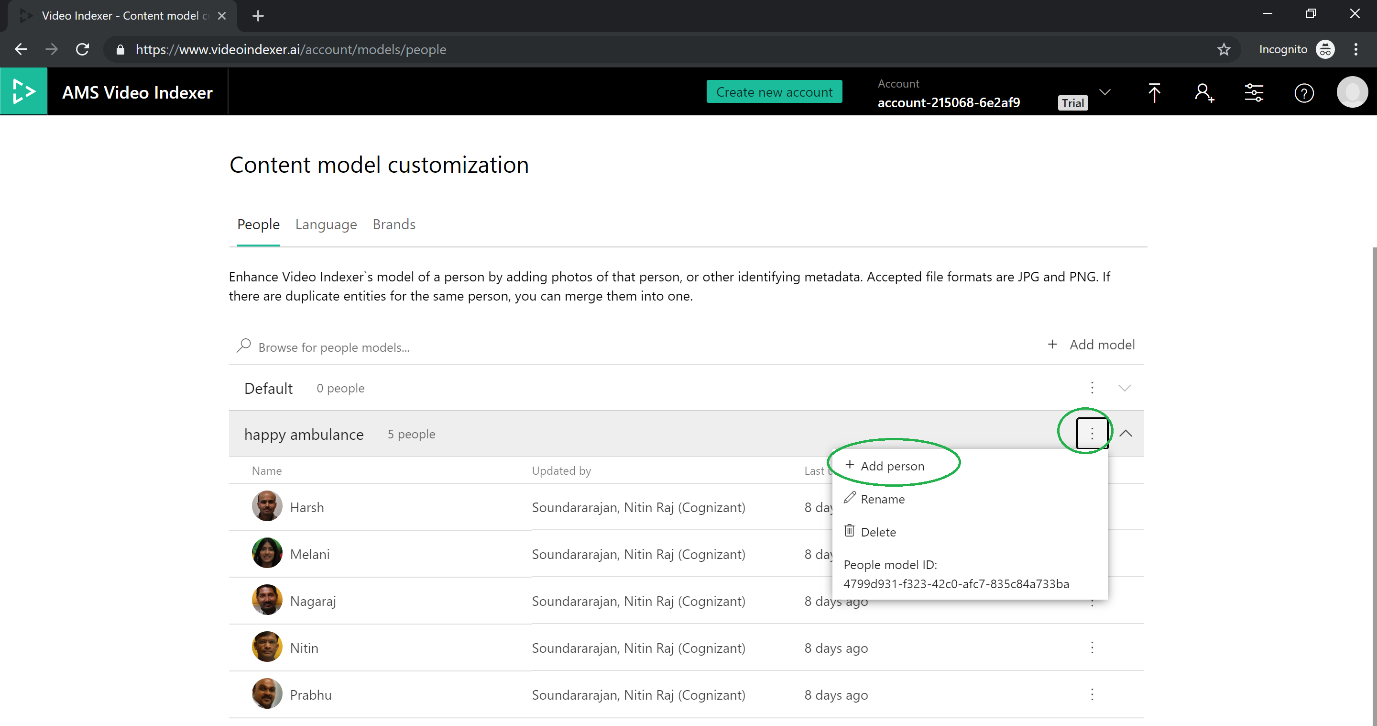 Video Indexer - Content model c
https://www.videoindexer.ai/account/models/people
Incognito
AMS Video Indexer
Create new account
Account
account-215068-6e2af9
Trial
Content model customization
People Language Brands
Enhance Video Indexer`s model of a person by adding photos of that person, or other identifying metadata. Accepted file formats are JPG and PNG. If
there are duplicate entities for the same person, you can merge them into one.
Browse for people models...
+ Add model
Default 0 people
happy ambulance 5 people
Name Updated by Last
+ Add person
Rename
Delete
People model ID:
4799d931-f323-42c0-afc7-835c84a733ba
Harsh Soundararajan, Nitin Raj (Cognizant) 8 day
Melani Soundararajan, Nitin Raj (Cognizant) 8 day
Nagaraj Soundararajan, Nitin Raj (Cognizant) 8 days ago
Nitin Soundararajan, Nitin Raj (Cognizant) 8 days ago
Prabhu Soundararajan, Nitin Raj (Cognizant) 8 days ago